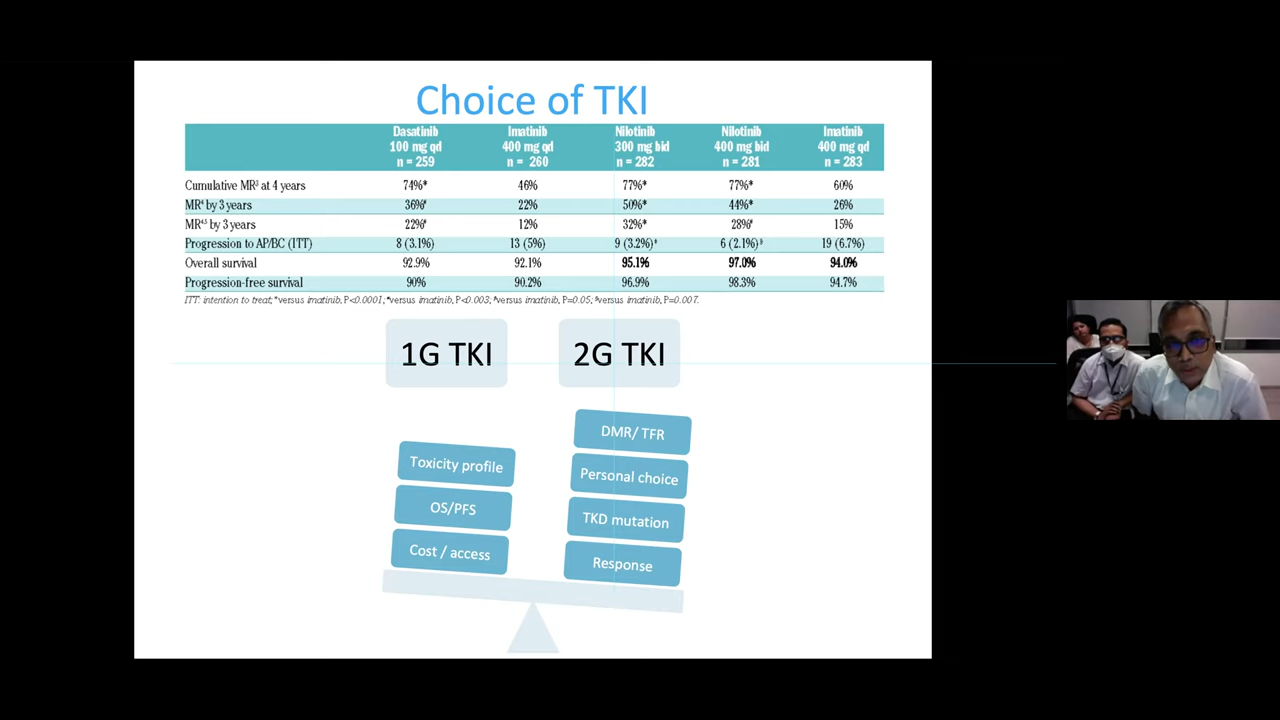 Choice of TKI
Dasatinib Imatinib Nilotinib Nilotinib Imatinib
100 mg qd 400 mg qd 300 mg bid 400 mg bid 400 mg qd
n = 259 n = 260 n = 282 n = 281 n = 283
Cumulative MR³ at 4 years 74%* 46% 77%* 77%* 60%
MR⁴ by 3 years 36%# 22% 50%* 44%* 26%
MR⁴·⁵ by 3 years 22%# 12% 32%* 28%# 15%
Progression to AP/BC (ITT) 8 (3.1%) 13 (5%) 9 (3.2%) 6 (2.1%) 19 (6.7%)
Overall survival 92.9% 92.1% 95.1% 97.0% 94.0%
Progression-free survival 90% 90.2% 96.9% 98.3% 94.7%
ITT: intention to treat; *versus imatinib, P<0.0001; versus imatinib, P<0.003; versus imatinib, P=0.05; versus imatinib, P=0.007.
1G TKI 2G TKI
DMR/ TFR
Toxicity profile Personal choice
OS/PFS TKD mutation
Cost / access Response